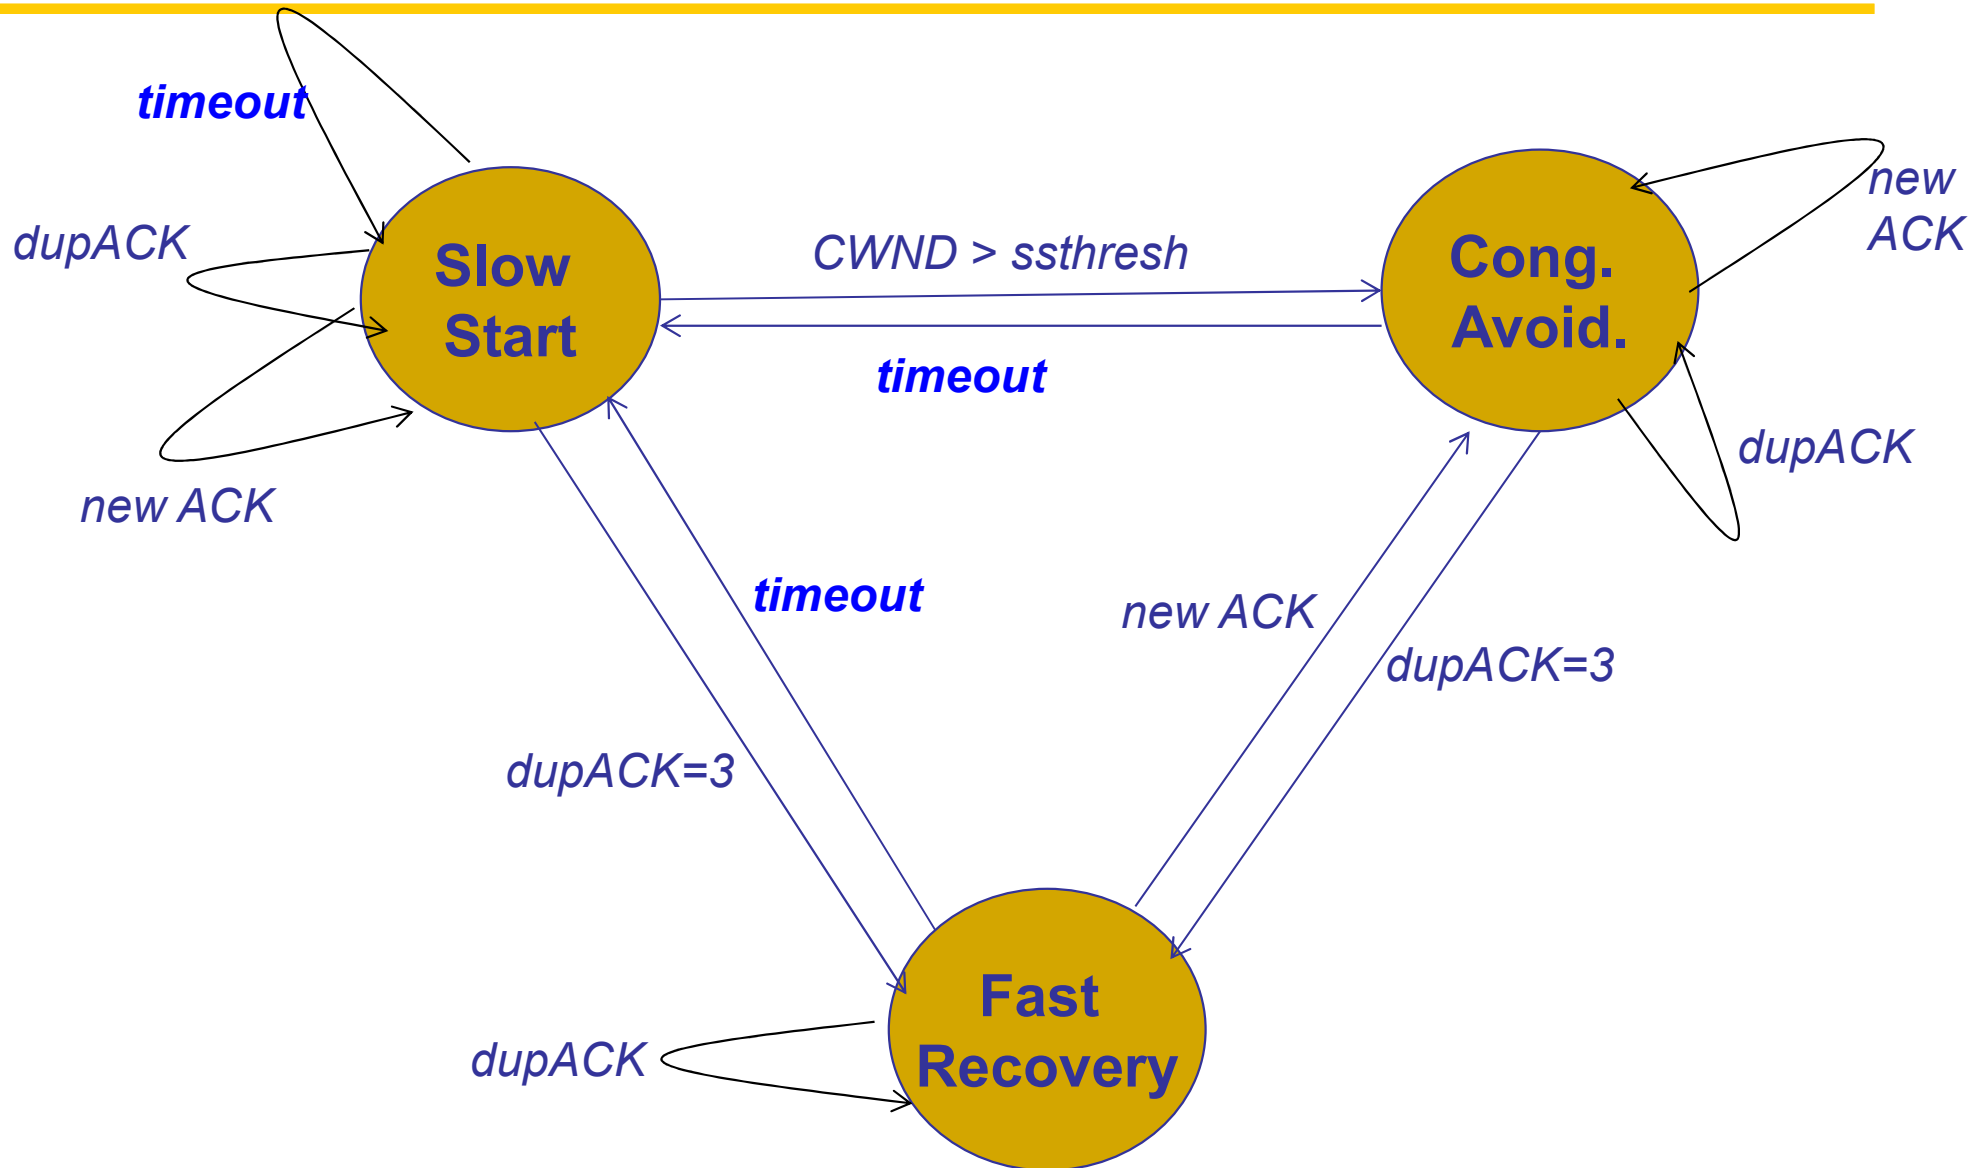 timeout
dupACK
new ACK
Slow
Start
CWND > ssthresh
timeout
Cong.
Avoid.
new
ACK
dupACK
timeout
dupACK=3
new ACK
dupACK=3
Fast
Recovery
dupACK